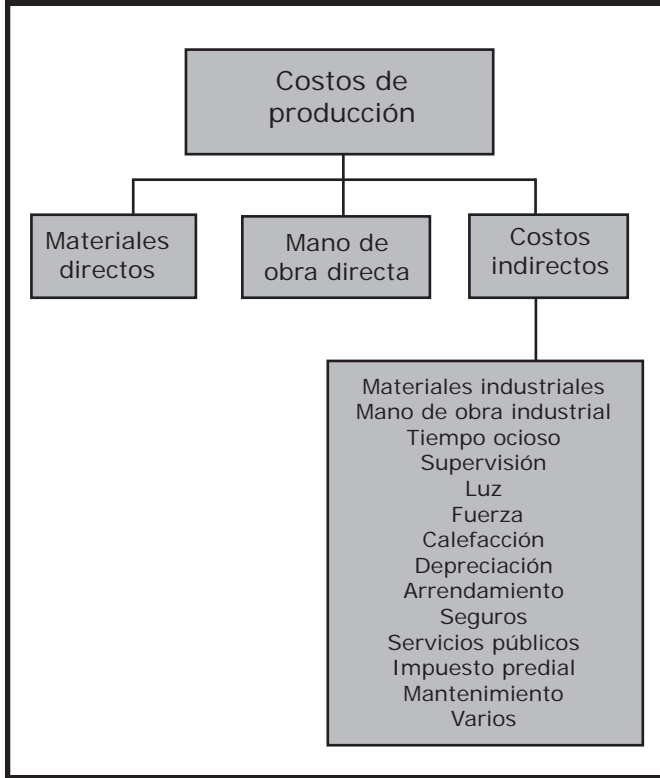 Costos de
producción
Materiales
directos
Mano de
obra directa
Costos
indirectos
Materiales industriales
Mano de obra industrial
Tiempo ocioso
Supervisión
Luz
Fuerza
Calefacción
Depreciación
Arrendamiento
Seguros
Servicios públicos
Impuesto predial
Mantenimiento
Varios